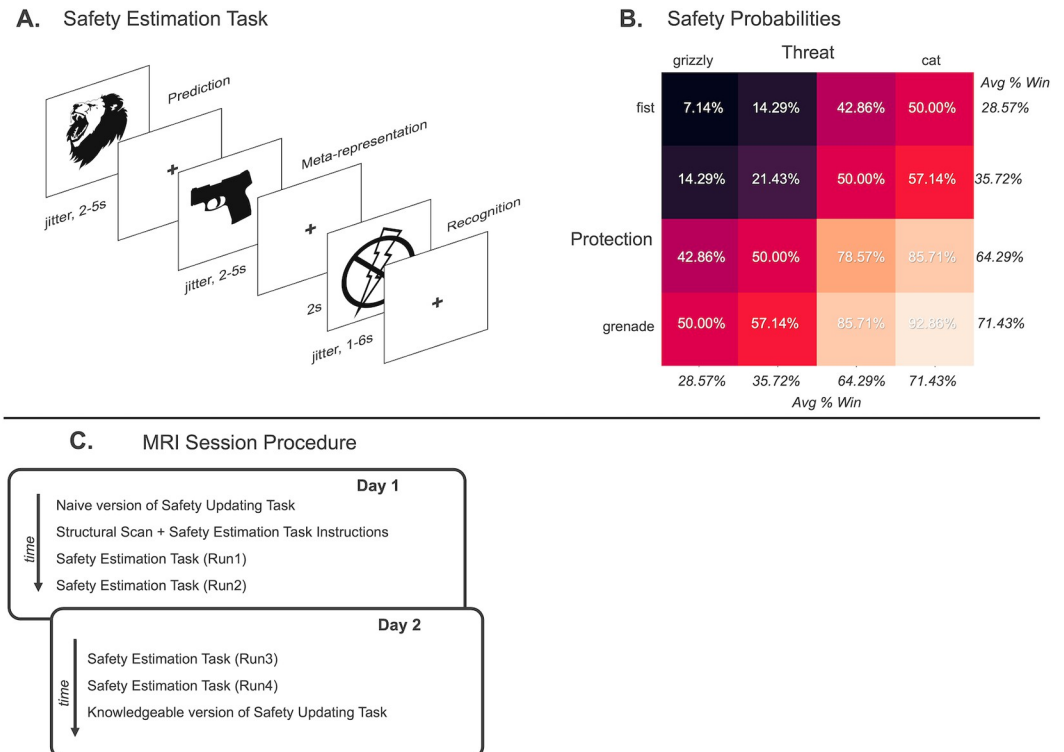 A. Safety Estimation Task
Prediction
Meta-representation
Recognition
jitter, 2-5s
jitter, 2-5s
2s
jitter, 1-6s
B. Safety Probabilities
Threat
grizzly cat
Avg % Win
fist 7.14% 14.29% 42.86% 50.00% 28.57%
14.29% 21.43% 50.00% 57.14% 35.72%
Protection 42.86% 50.00% 78.57% 85.71% 64.29%
grenade 50.00% 57.14% 85.71% 92.86% 71.43%
28.57% 35.72% 64.29% 71.43%
Avg % Win
C. MRI Session Procedure
Day 1
time
Naive version of Safety Updating Task
Structural Scan + Safety Estimation Task Instructions
Safety Estimation Task (Run1)
Safety Estimation Task (Run2)
Day 2
time
Safety Estimation Task (Run3)
Safety Estimation Task (Run4)
Knowledgeable version of Safety Updating Task